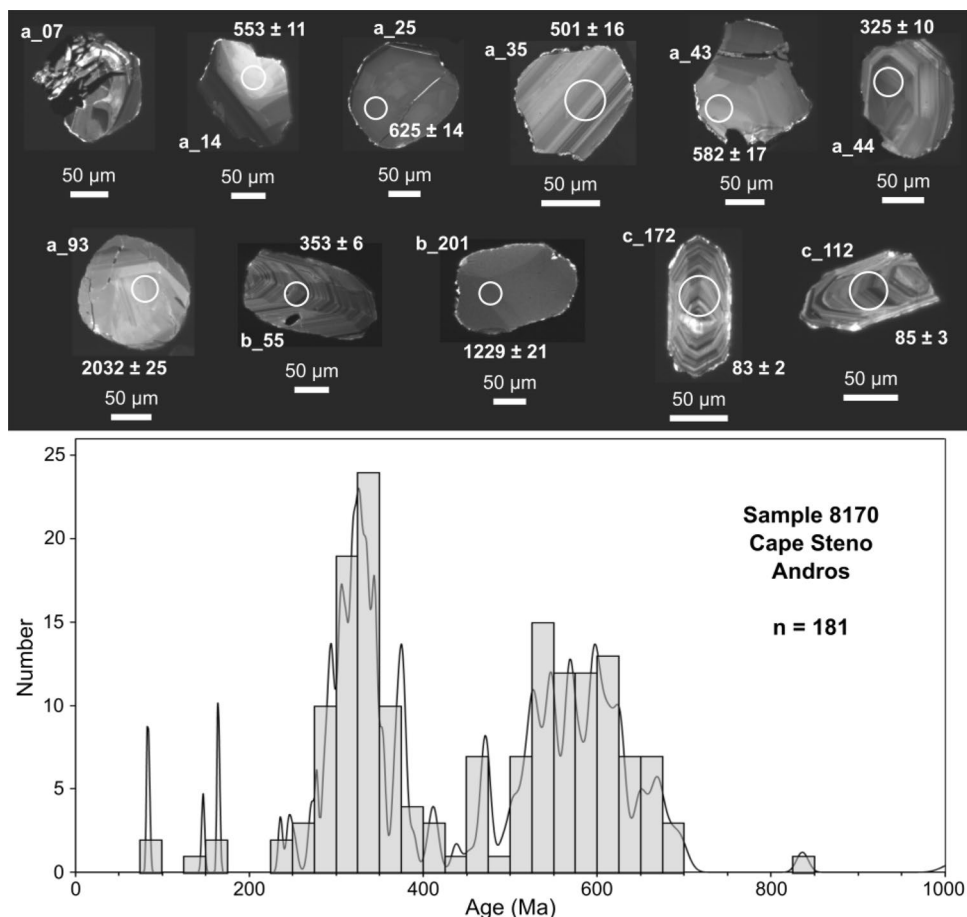 a_07
553 ± 11
a_14
a_25
625 ± 14
a_35
501 ± 16
a_43
582 ± 17
325 ± 10
a_44
50 µm
50 µm
50 µm
50 µm
50 µm
50 µm
a_93
2032 ± 25
353 ± 6
b_55
b_201
1229 ± 21
c_172
83 ± 2
c_112
85 ± 3
50 µm
50 µm
50 µm
50 µm
50 µm
25
20
15
10
5
0
Number
Sample 8170
Cape Steno
Andros
n = 181
0
200
400
600
800
1000
Age (Ma)